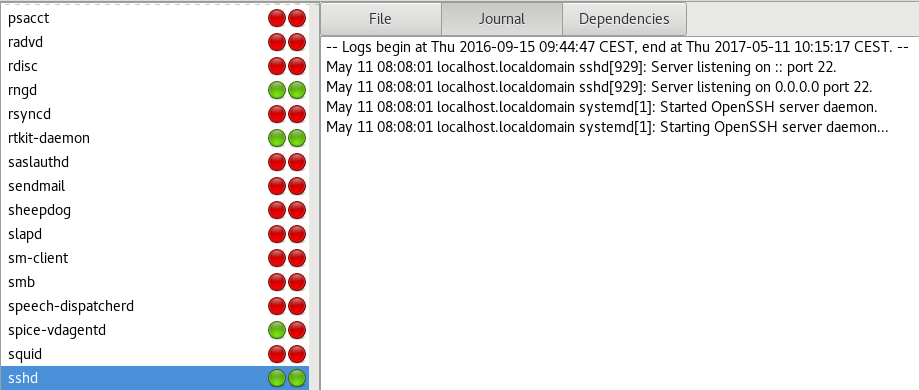 psacct
radvd
rdisc
rngd
rsyncd
rtkit-daemon
saslauthd
sendmail
sheepdog
slapd
sm-client
smb
speech-dispatcherd
spice-vdagentd
squid
sshd
File Journal Dependencies
-- Logs begin at Thu 2016-09-15 09:44:47 CEST, end at Thu 2017-05-11 10:15:17 CEST. --
May 11 08:08:01 localhost.localdomain sshd[929]: Server listening on :: port 22.
May 11 08:08:01 localhost.localdomain sshd[929]: Server listening on 0.0.0.0 port 22.
May 11 08:08:01 localhost.localdomain systemd[1]: Started OpenSSH server daemon.
May 11 08:08:01 localhost.localdomain systemd[1]: Starting OpenSSH server daemon...